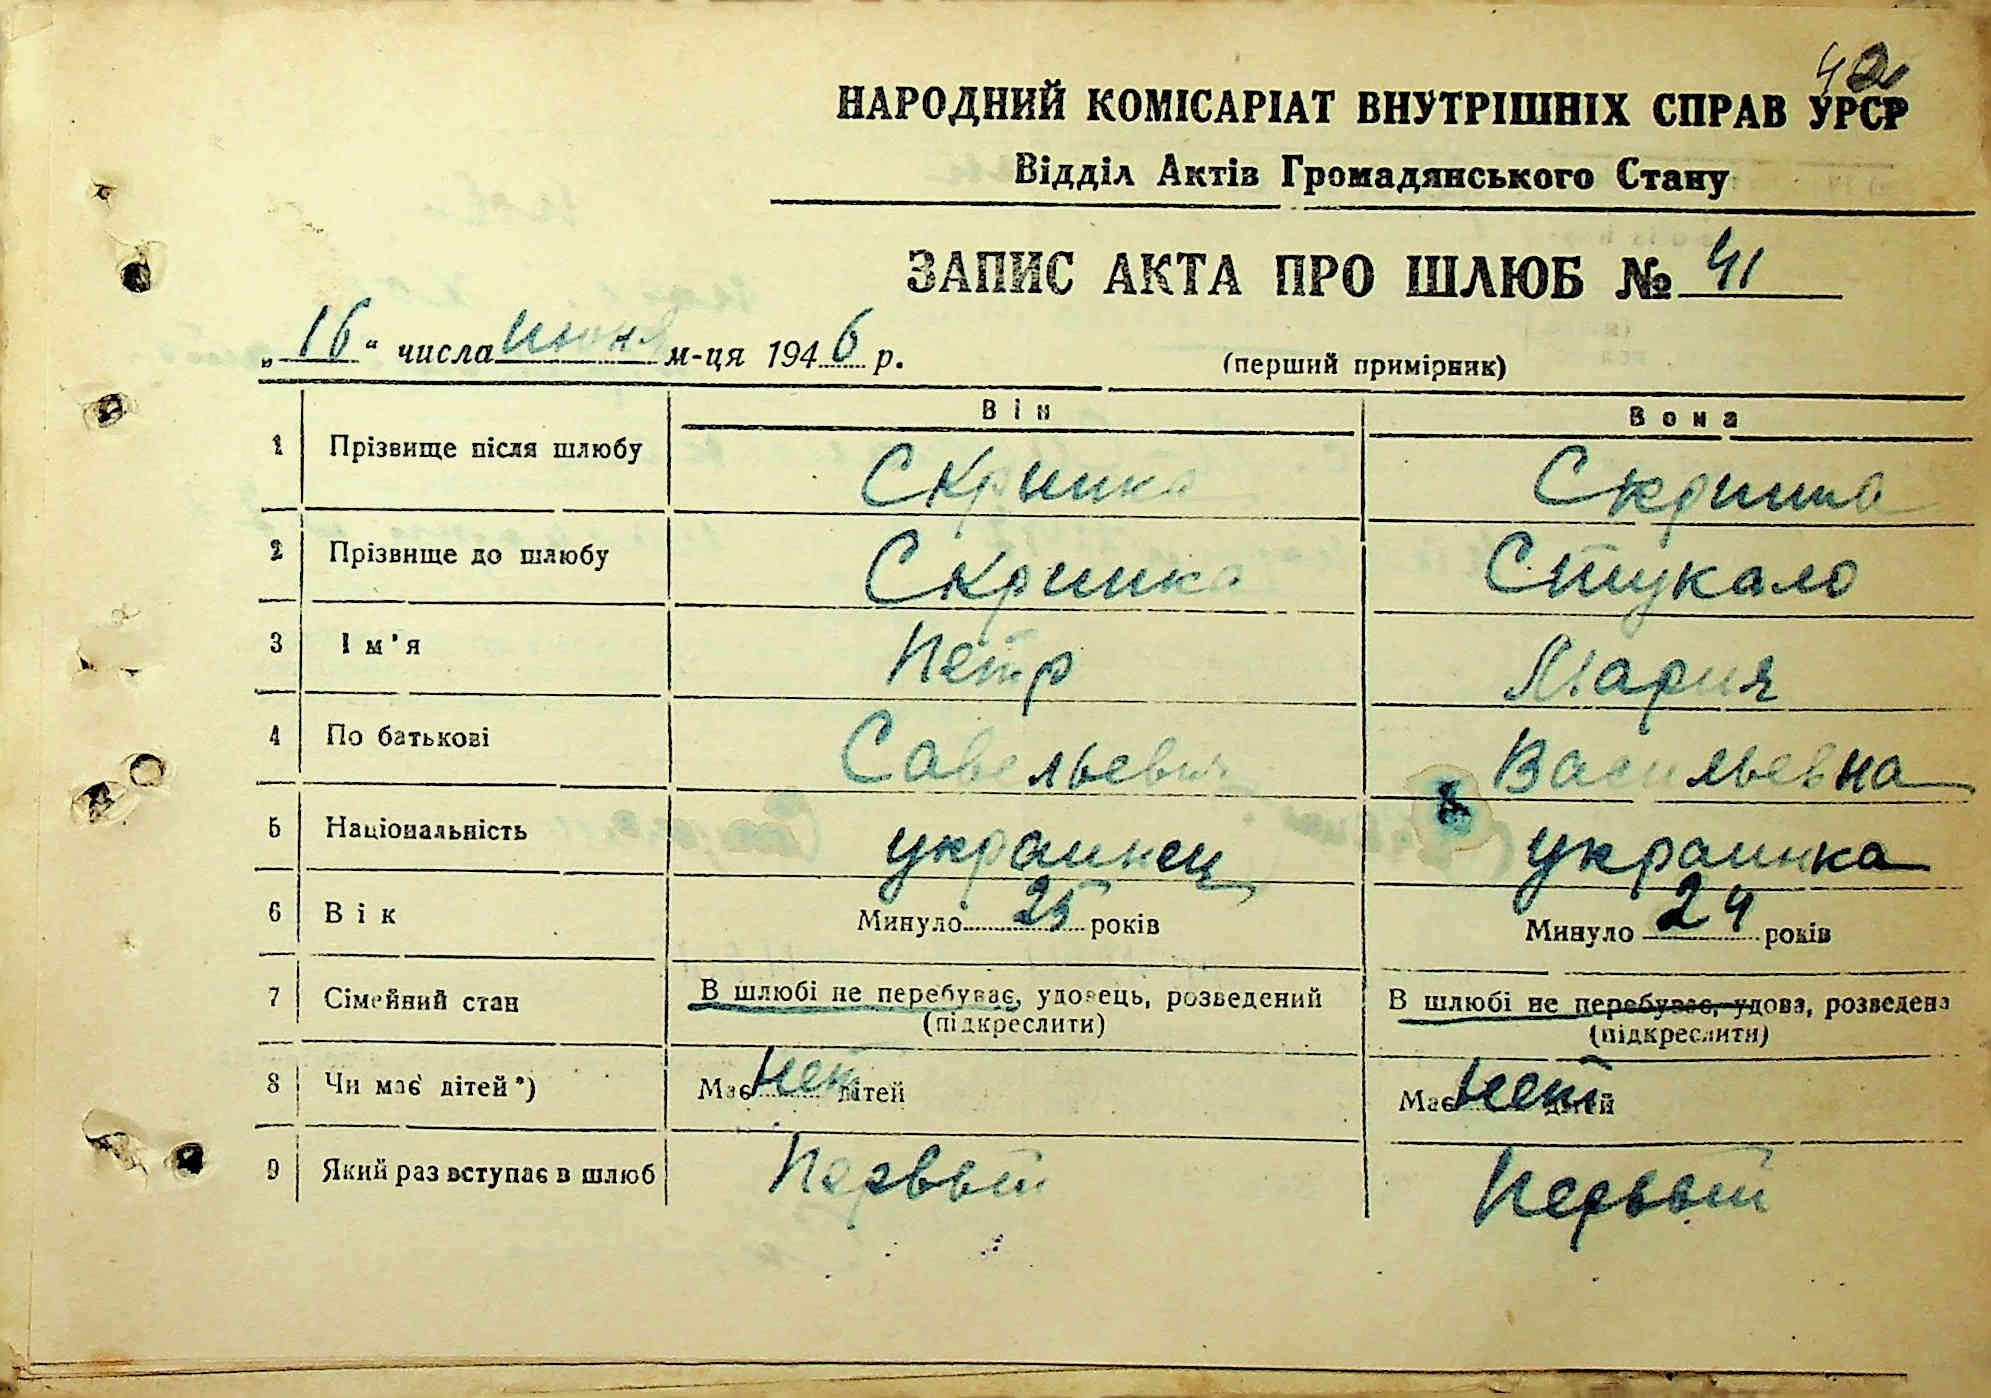 42
НАРОДНИЙ КОМІСАРІАТ ВНУТРІШНІХ СПРАВ УРСР
Відділ Актів Громадянського Стану
ЗАПИС АКТА ПРО ШЛЮБ № 41
„16“ числа июня м-ця 1946 р. (перший примірник)
Він Вона
1 Прізвище після шлюбу Скрипка Скрипка
2 Прізвище до шлюбу Скрипка Стукало
3 Ім'я Петр Мария
4 По батькові Савельевич Васильевна
5 Національність украинец украинка
6 Вік Минуло 25 років Минуло 24 років
7 Сімейний стан В шлюбі не перебуває, удовець, розведений (підкреслити) В шлюбі не перебуває, удова, розведена (підкреслити)
8 Чи має дітей*) Має нет дітей Має нет дітей
9 Який раз вступає в шлюб Первый Первый